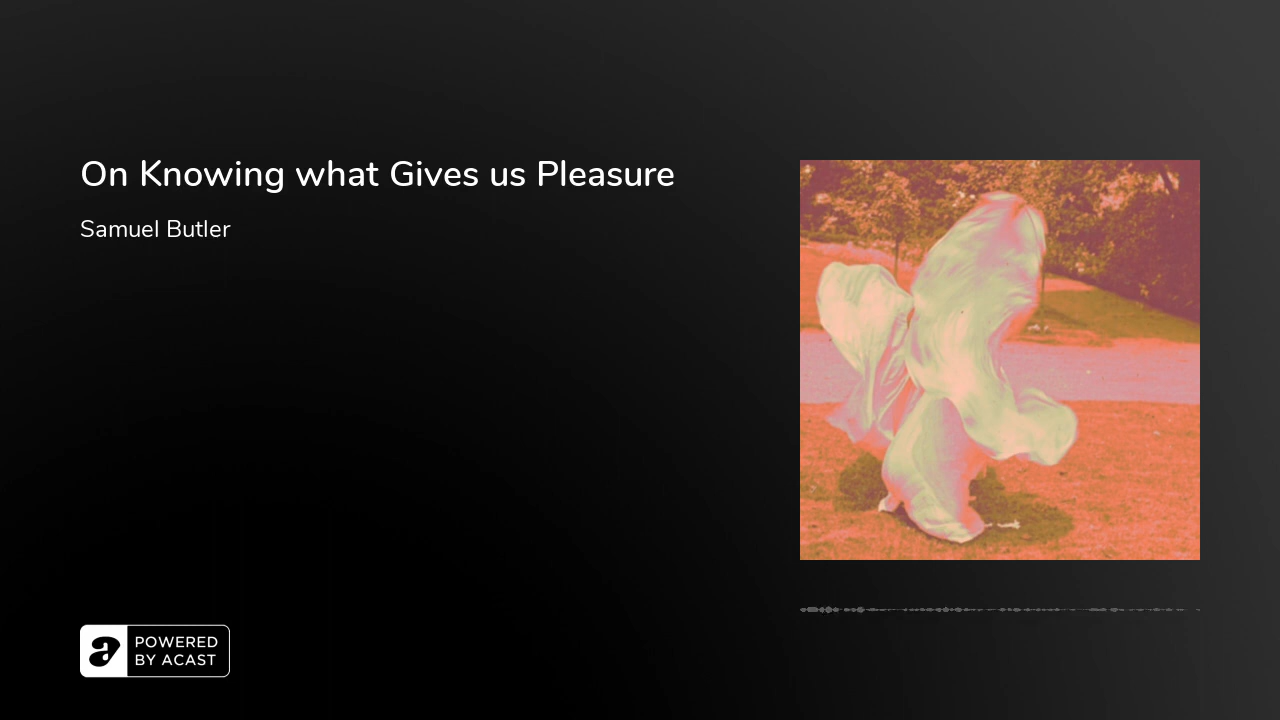 On Knowing what Gives us Pleasure
Samuel Butler
a POWERED
BY ACAST